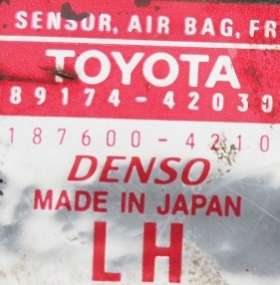 SENSOR, AIR BAG, FR
TOYOTA
89174-42030
187600-4210
DENSO
MADE IN JAPAN
LH